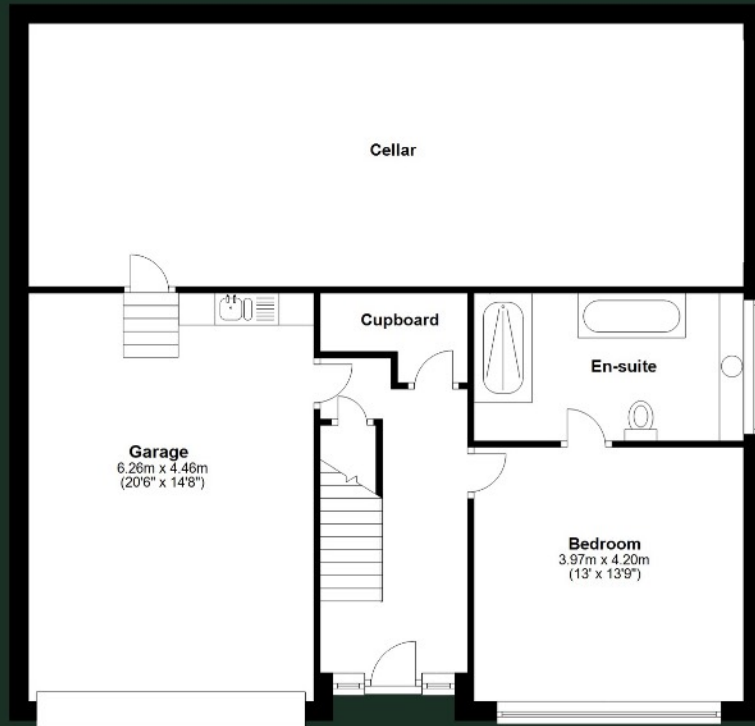 Cellar
Cupboard
En-suite
Garage
6.26m x 4.46m
(20'6" x 14'8")
Bedroom
3.97m x 4.20m
(13' x 13'9")